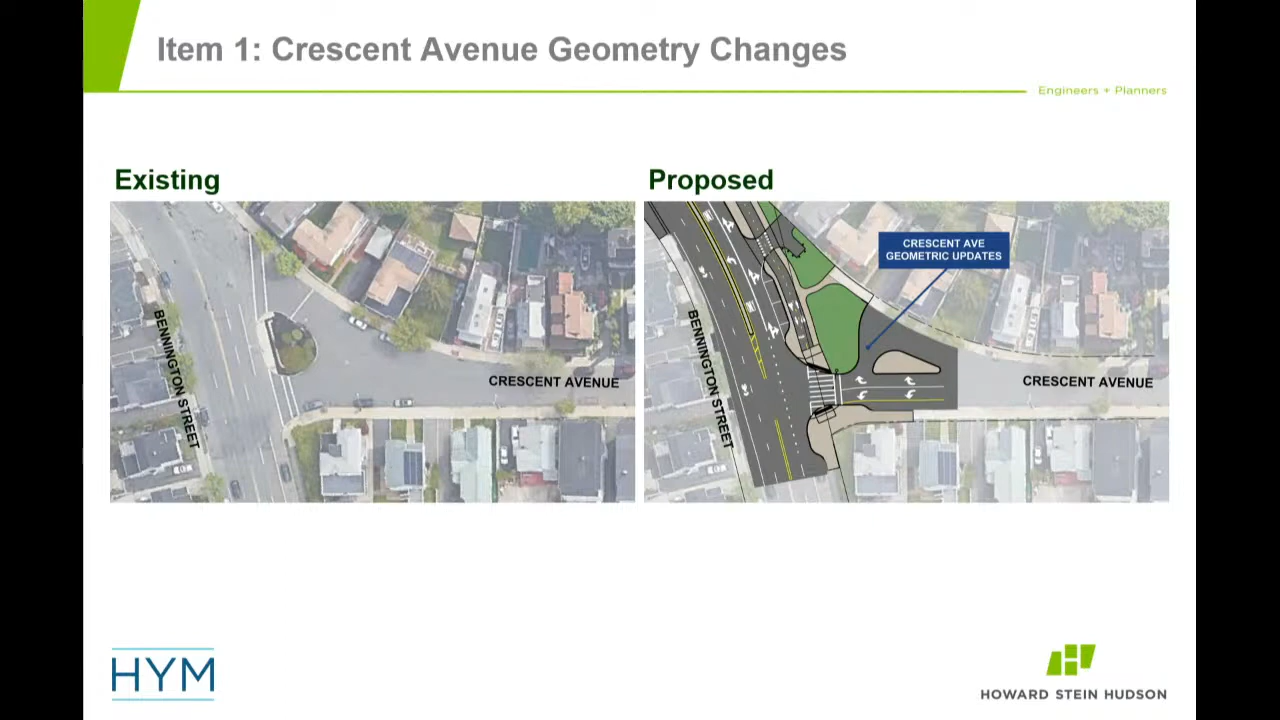 Item 1: Crescent Avenue Geometry Changes
Engineers + Planners
Existing
BENNINGTON STREET
CRESCENT AVENUE
Proposed
CRESCENT AVE
GEOMETRIC UPDATES
BENNINGTON STREET
CRESCENT AVENUE
HYM
HOWARD STEIN HUDSON